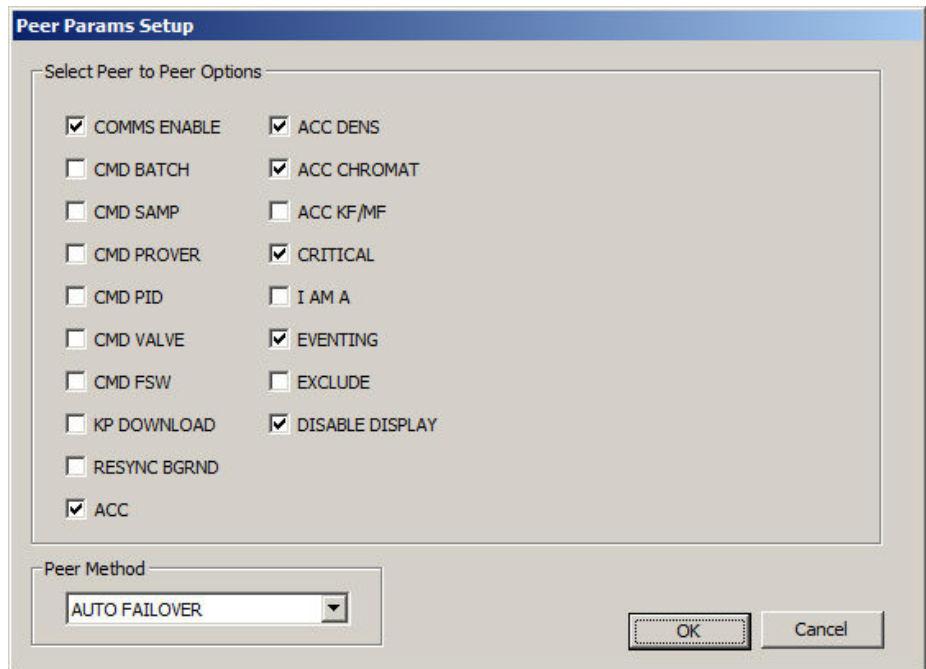 Peer Params Setup
Select Peer to Peer Options
COMMS ENABLE
CMD BATCH
CMD SAMP
CMD PROVER
CMD PID
CMD VALVE
CMD FSW
KP DOWNLOAD
RESYNC BGRND
ACC
ACC DENS
ACC CHROMAT
ACC KF/MF
CRITICAL
I AM A
EVENTING
EXCLUDE
DISABLE DISPLAY
Peer Method
AUTO FAILOVER
OK
Cancel